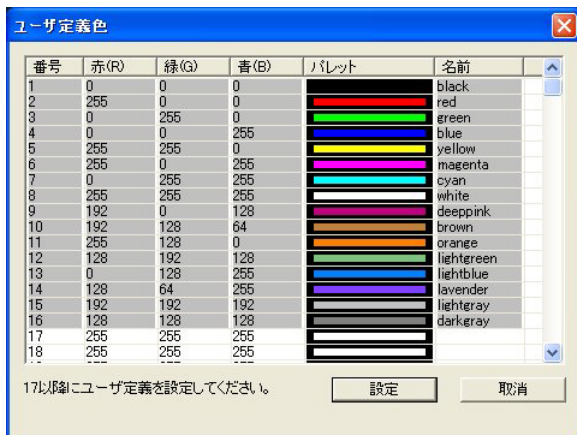 ユーザ定義色
番号 赤(R) 緑(G) 青(B) パレット 名前
1 0 0 0 black
2 255 0 0 red
3 0 255 0 green
4 0 0 255 blue
5 255 255 0 yellow
6 255 0 255 magenta
7 0 255 255 cyan
8 255 255 255 white
9 192 0 128 deeppink
10 192 128 64 brown
11 255 128 0 orange
12 128 192 128 lightgreen
13 0 128 255 lightblue
14 128 64 255 lavender
15 192 192 192 lightgray
16 128 128 128 darkgray
17 255 255 255
18 255 255 255
17以降にユーザ定義を設定してください。 設定 取消